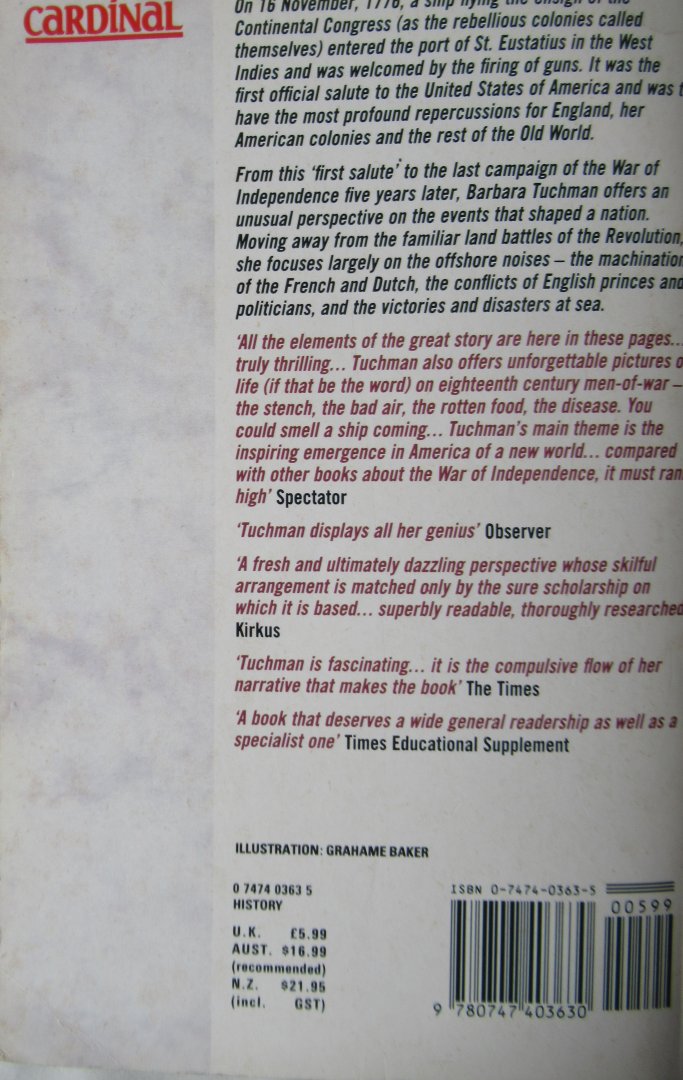 CARDINAL
On 16 November, 1776, a ship flying the ensign of the
Continental Congress (as the rebellious colonies called
themselves) entered the port of St. Eustatius in the West
Indies and was welcomed by the firing of guns. It was the
first official salute to the United States of America and was t
have the most profound repercussions for England, her
American colonies and the rest of the Old World.
From this ‘first salute’ to the last campaign of the War of
Independence five years later, Barbara Tuchman offers an
unusual perspective on the events that shaped a nation.
Moving away from the familiar land battles of the Revolution,
she focuses largely on the offshore noises – the machination
of the French and Dutch, the conflicts of English princes and
politicians, and the victories and disasters at sea.
‘All the elements of the great story are here in these pages...
truly thrilling... Tuchman also offers unforgettable pictures o
life (if that be the word) on eighteenth century men-of-war –
the stench, the bad air, the rotten food, the disease. You
could smell a ship coming... Tuchman’s main theme is the
inspiring emergence in America of a new world... compared
with other books about the War of Independence, it must ran
high’ Spectator
‘Tuchman displays all her genius’ Observer
‘A fresh and ultimately dazzling perspective whose skilful
arrangement is matched only by the sure scholarship on
which it is based... superbly readable, thoroughly researched
Kirkus
‘Tuchman is fascinating... it is the compulsive flow of her
narrative that makes the book’ The Times
‘A book that deserves a wide general readership as well as a
specialist one’ Times Educational Supplement
ILLUSTRATION: GRAHAME BAKER
0 7474 0363 5
HISTORY
U.K. £5.99
AUST. $16.99
(recommended)
N.Z. $21.95
(incl. GST)
ISBN 0-7474-0363-5
00599
9 780747 403630